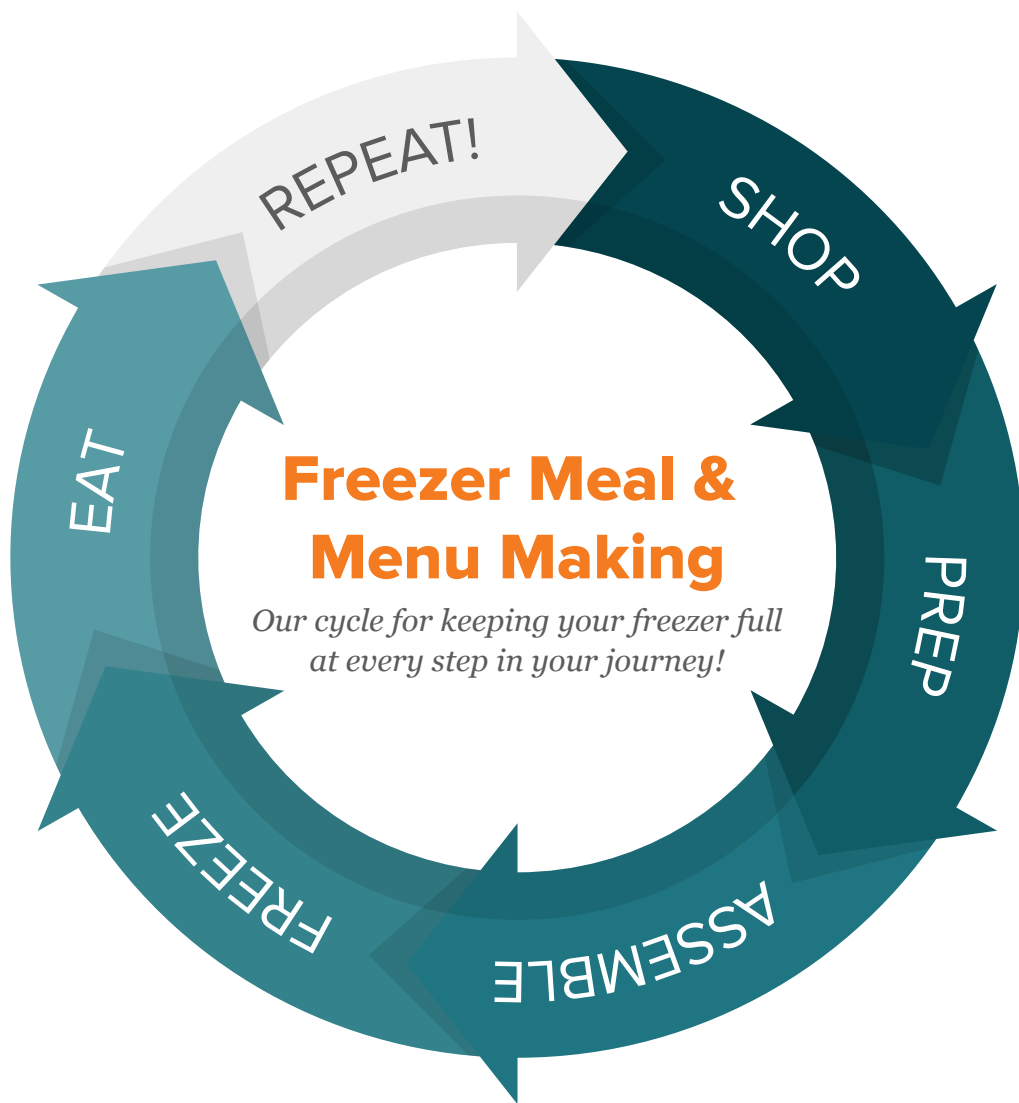 Freezer Meal &
Menu Making
Our cycle for keeping your freezer full
at every step in your journey!
SHOP
PREP
ASSEMBLE
FREEZE
EAT
REPEAT!